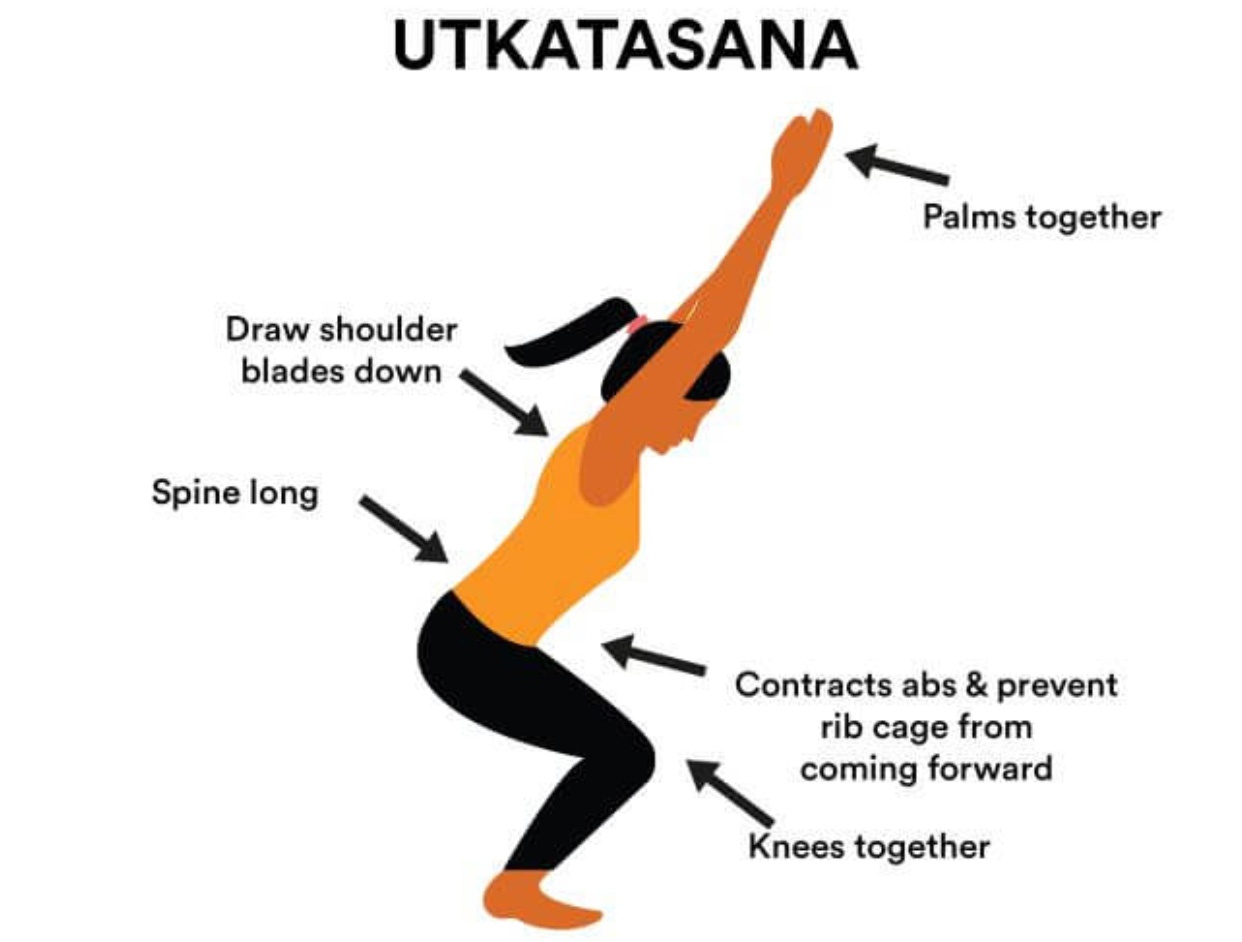 UTKATASANA
Palms together
Draw shoulder
blades down
Spine long
Contracts abs & prevent
rib cage from
coming forward
Knees together